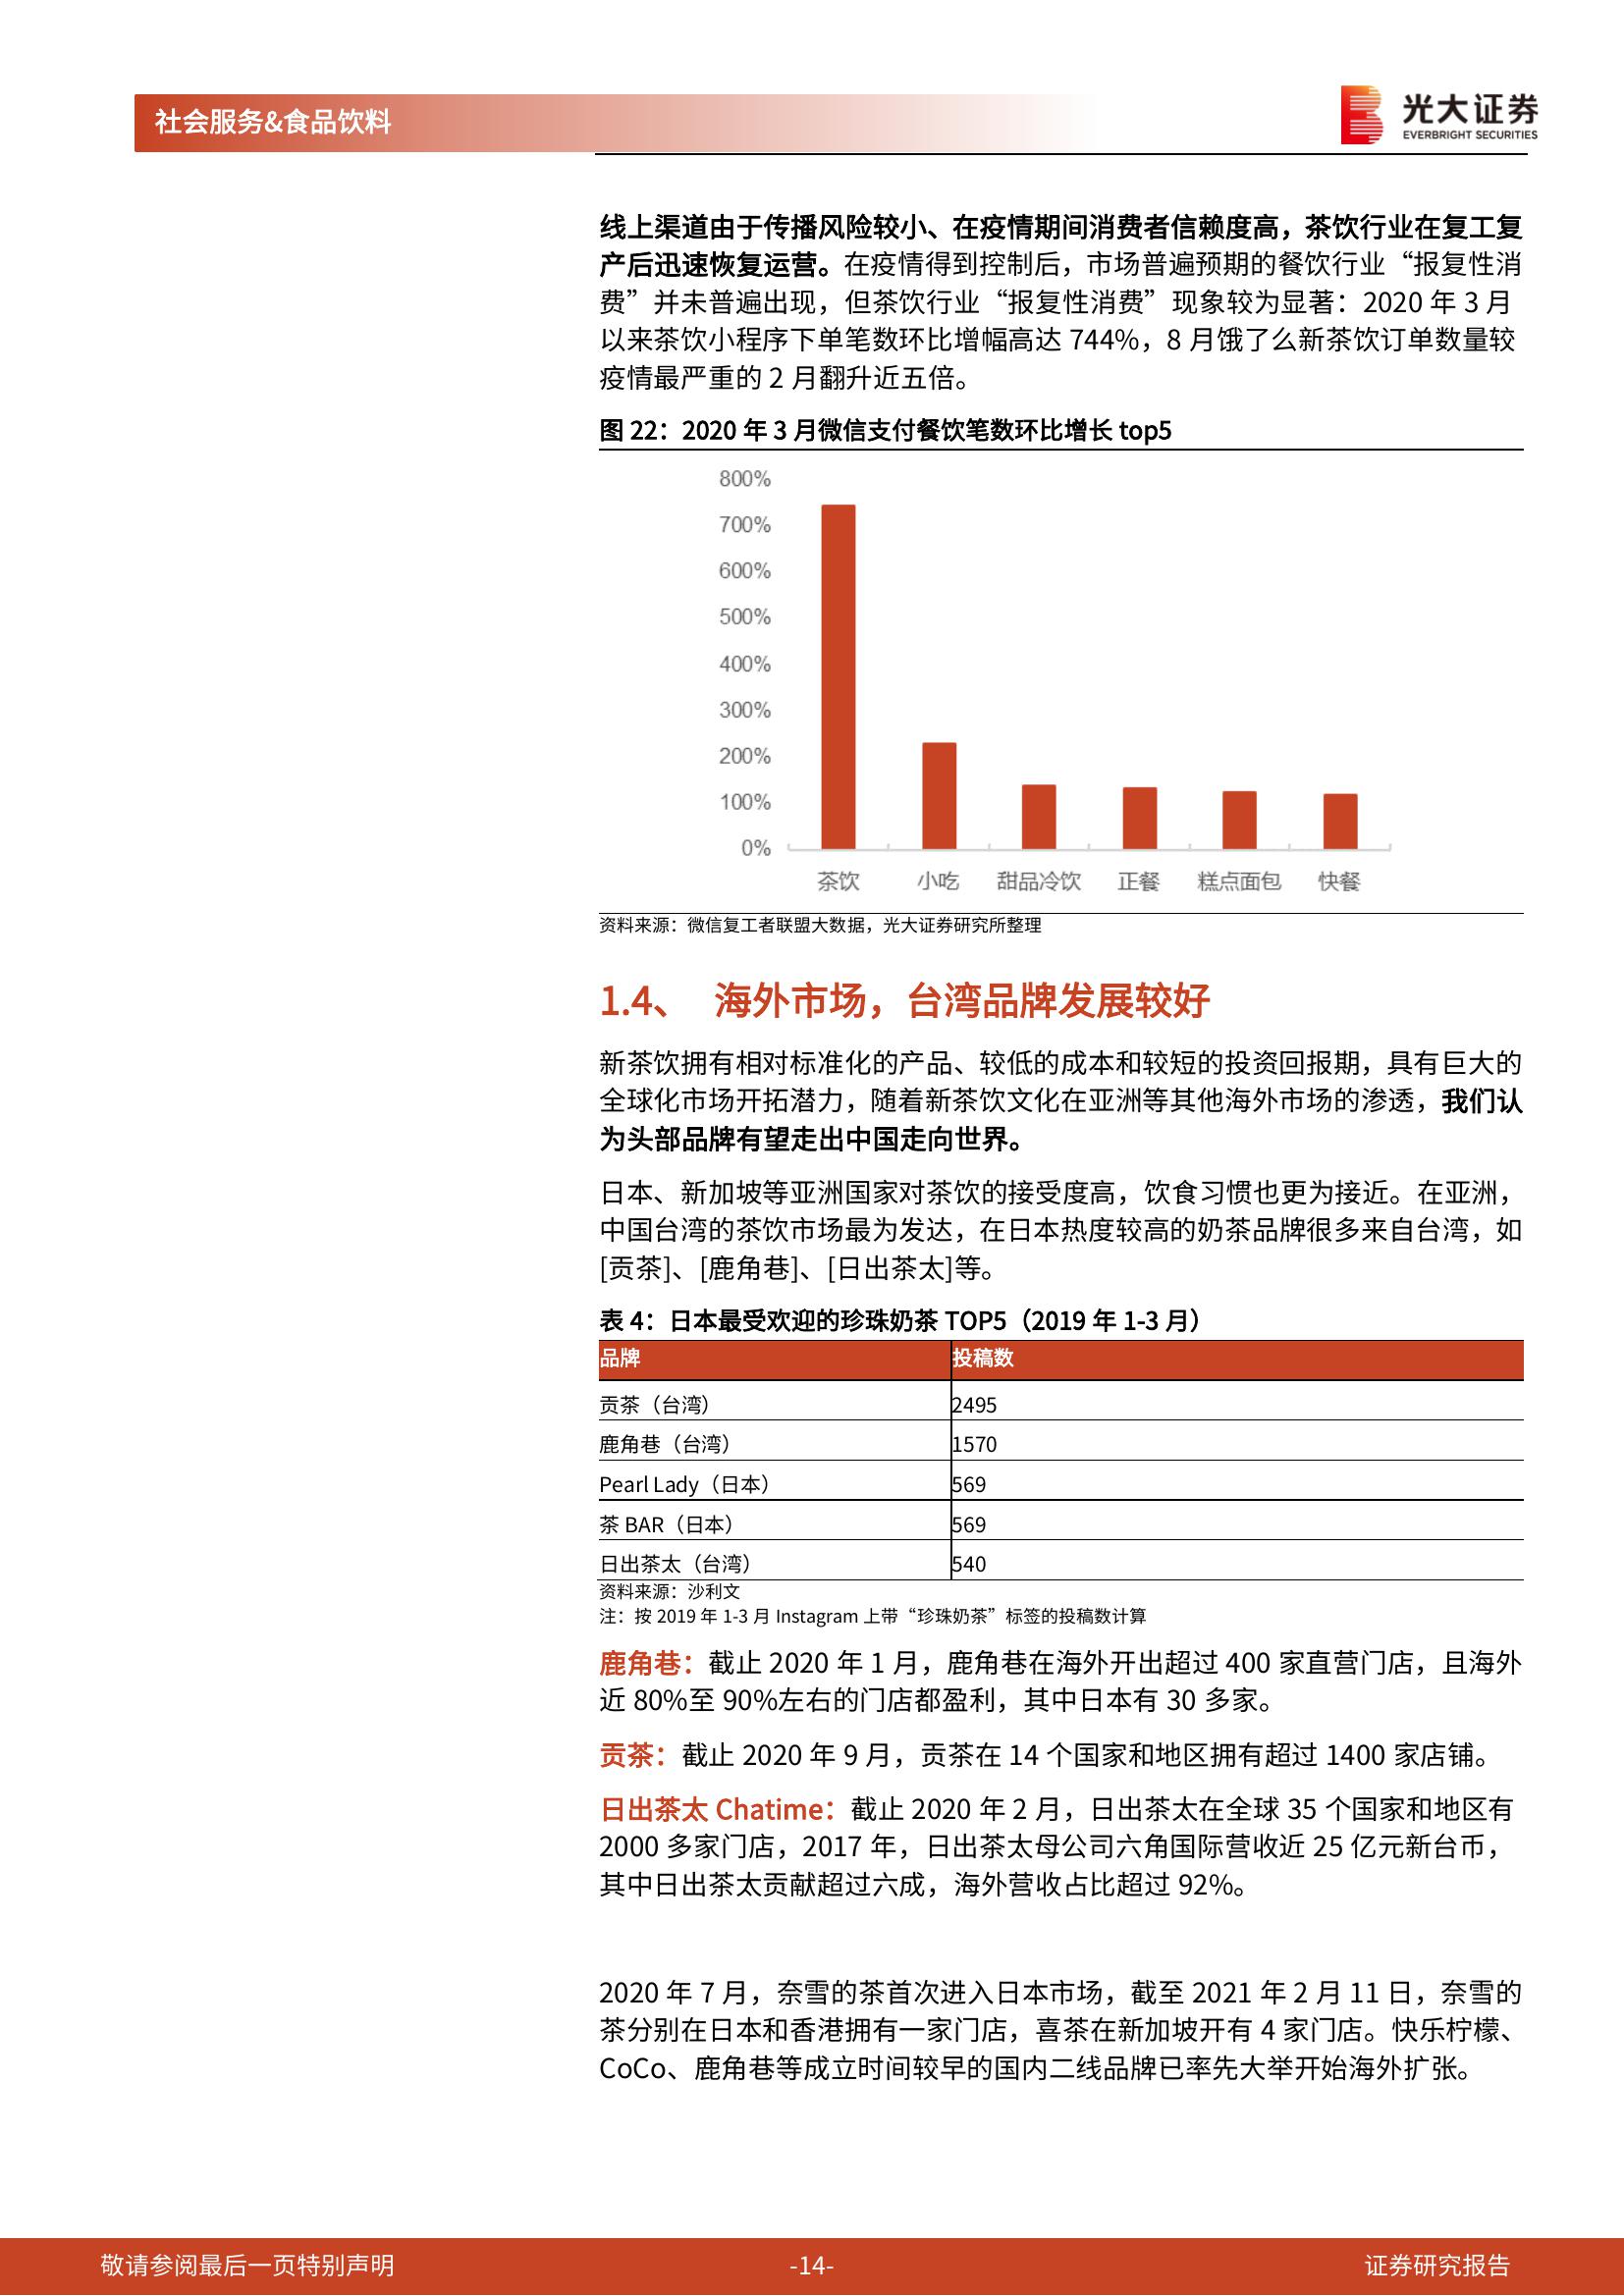 社会服务&食品饮料
光大证券
EVERBRIGHT SECURITIES
线上渠道由于传播风险较小、在疫情期间消费者信赖度高，茶饮行业在复工复
产后迅速恢复运营。在疫情得到控制后，市场普遍预期的餐饮行业“报复性消
费”并未普遍出现，但茶饮行业“报复性消费”现象较为显著：2020 年 3 月
以来茶饮小程序下单笔数环比增幅高达 744%，8 月饿了么新茶饮订单数量较
疫情最严重的 2 月翻升近五倍。
图 22：2020 年 3 月微信支付餐饮笔数环比增长 top5
800%
700%
600%
500%
400%
300%
200%
100%
0%
茶饮 小吃 甜品冷饮 正餐 糕点面包 快餐
资料来源：微信复工者联盟大数据，光大证券研究所整理
1.4、 海外市场，台湾品牌发展较好
新茶饮拥有相对标准化的产品、较低的成本和较短的投资回报期，具有巨大的
全球化市场开拓潜力，随着新茶饮文化在亚洲等其他海外市场的渗透，我们认
为头部品牌有望走出中国走向世界。
日本、新加坡等亚洲国家对茶饮的接受度高，饮食习惯也更为接近。在亚洲，
中国台湾的茶饮市场最为发达，在日本热度较高的奶茶品牌很多来自台湾，如
[贡茶]、[鹿角巷]、[日出茶太]等。
表 4：日本最受欢迎的珍珠奶茶 TOP5（2019 年 1-3 月）
品牌 投稿数
贡茶（台湾） 2495
鹿角巷（台湾） 1570
Pearl Lady（日本） 569
茶 BAR（日本） 569
日出茶太（台湾） 540
资料来源：沙利文
注：按 2019 年 1-3 月 Instagram 上带“珍珠奶茶”标签的投稿数计算
鹿角巷：截止 2020 年 1 月，鹿角巷在海外开出超过 400 家直营门店，且海外
近 80%至 90%左右的门店都盈利，其中日本有 30 多家。
贡茶：截止 2020 年 9 月，贡茶在 14 个国家和地区拥有超过 1400 家店铺。
日出茶太 Chatime：截止 2020 年 2 月，日出茶太在全球 35 个国家和地区有
2000 多家门店，2017 年，日出茶太母公司六角国际营收近 25 亿元新台币，
其中日出茶太贡献超过六成，海外营收占比超过 92%。
2020 年 7 月，奈雪的茶首次进入日本市场，截至 2021 年 2 月 11 日，奈雪的
茶分别在日本和香港拥有一家门店，喜茶在新加坡开有 4 家门店。快乐柠檬、
CoCo、鹿角巷等成立时间较早的国内二线品牌已率先大举开始海外扩张。
敬请参阅最后一页特别声明 -14- 证券研究报告